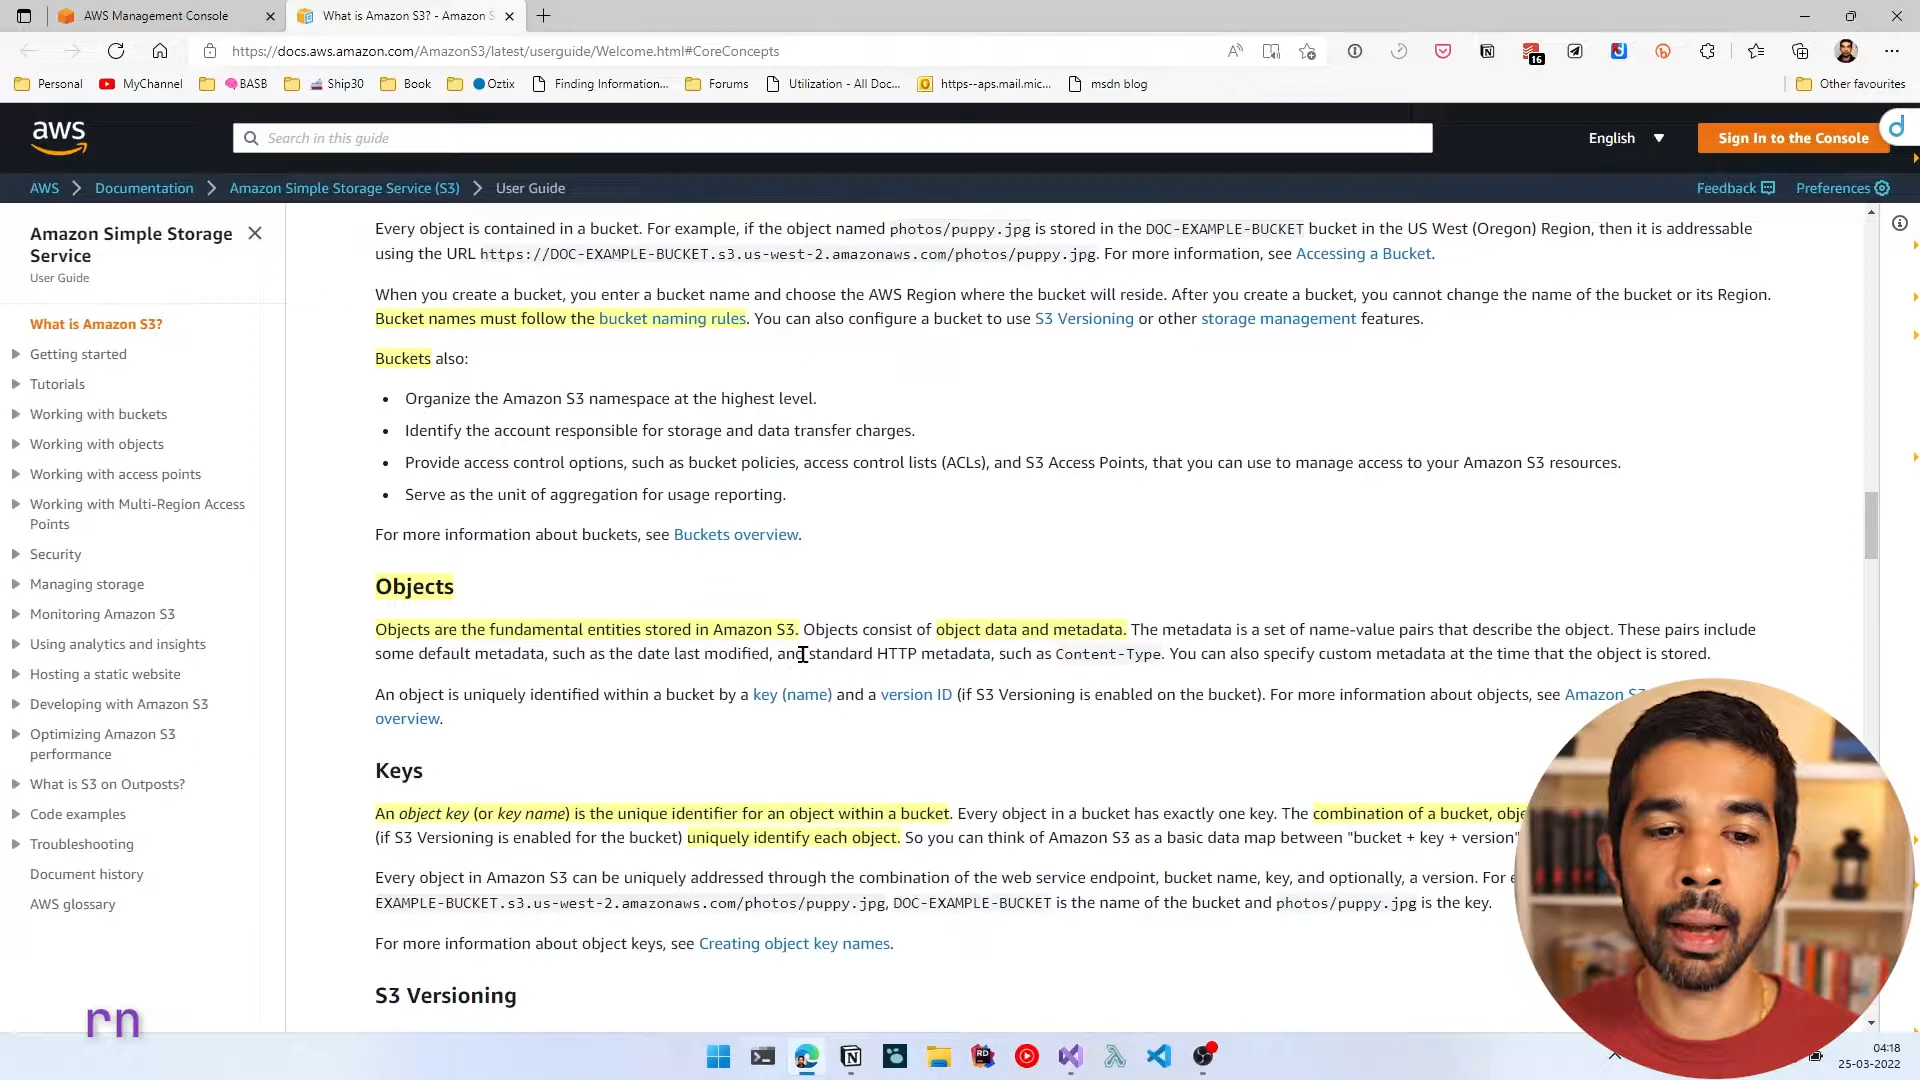 AWS Management Console
What is Amazon S3? - Amazon S
https://docs.aws.amazon.com/AmazonS3/latest/userguide/Welcome.html#CoreConcepts
16
Personal MyChannel BASB Ship30 Book Oztix Finding Information... Forums Utilization - All Doc... https--aps.mail.mic... msdn blog Other favourites
aws
Search in this guide
English
Sign In to the Console
AWS > Documentation > Amazon Simple Storage Service (S3) > User Guide
Feedback Preferences
Amazon Simple Storage
Service
User Guide
What is Amazon S3?
Getting started
Tutorials
Working with buckets
Working with objects
Working with access points
Working with Multi-Region Access
Points
Security
Managing storage
Monitoring Amazon S3
Using analytics and insights
Hosting a static website
Developing with Amazon S3
Optimizing Amazon S3
performance
What is S3 on Outposts?
Code examples
Troubleshooting
Document history
AWS glossary
Every object is contained in a bucket. For example, if the object named photos/puppy.jpg is stored in the DOC-EXAMPLE-BUCKET bucket in the US West (Oregon) Region, then it is addressable
using the URL https://DOC-EXAMPLE-BUCKET.s3.us-west-2.amazonaws.com/photos/puppy.jpg. For more information, see Accessing a Bucket.
When you create a bucket, you enter a bucket name and choose the AWS Region where the bucket will reside. After you create a bucket, you cannot change the name of the bucket or its Region.
Bucket names must follow the bucket naming rules. You can also configure a bucket to use S3 Versioning or other storage management features.
Buckets also:
• Organize the Amazon S3 namespace at the highest level.
• Identify the account responsible for storage and data transfer charges.
• Provide access control options, such as bucket policies, access control lists (ACLs), and S3 Access Points, that you can use to manage access to your Amazon S3 resources.
• Serve as the unit of aggregation for usage reporting.
For more information about buckets, see Buckets overview.
Objects
Objects are the fundamental entities stored in Amazon S3. Objects consist of object data and metadata. The metadata is a set of name-value pairs that describe the object. These pairs include
some default metadata, such as the date last modified, and standard HTTP metadata, such as Content-Type. You can also specify custom metadata at the time that the object is stored.
An object is uniquely identified within a bucket by a key (name) and a version ID (if S3 Versioning is enabled on the bucket). For more information about objects, see Amazon S3
overview.
Keys
An object key (or key name) is the unique identifier for an object within a bucket. Every object in a bucket has exactly one key. The combination of a bucket, obje
(if S3 Versioning is enabled for the bucket) uniquely identify each object. So you can think of Amazon S3 as a basic data map between "bucket + key + version"
Every object in Amazon S3 can be uniquely addressed through the combination of the web service endpoint, bucket name, key, and optionally, a version. For e
EXAMPLE-BUCKET.s3.us-west-2.amazonaws.com/photos/puppy.jpg, DOC-EXAMPLE-BUCKET is the name of the bucket and photos/puppy.jpg is the key.
For more information about object keys, see Creating object key names.
S3 Versioning
rn
04:18
25-03-2022